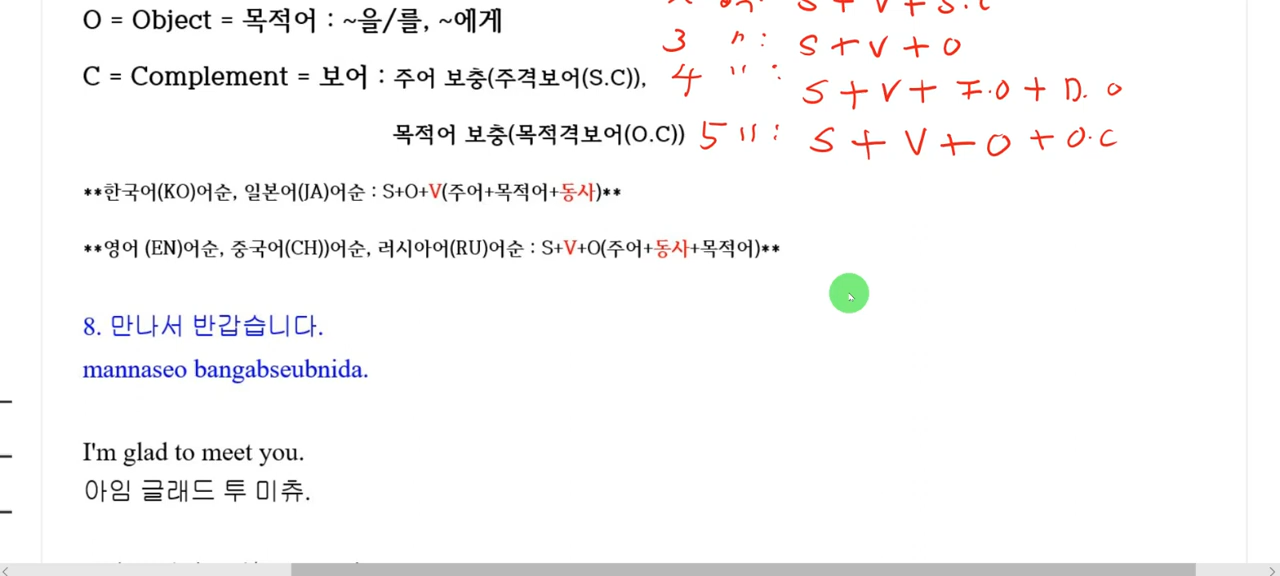 O = Object = 목적어 : ~을/를, ~에게
3 〃: S + V + O
C = Complement = 보어 : 주어 보충(주격보어(S.C)),
4 〃: S + V + I.O + D.O
목적어 보충(목적격보어(O.C))
5 〃: S + V + O + O.C
**한국어(KO)어순, 일본어(JA)어순 : S+O+V(주어+목적어+동사)**
**영어 (EN)어순, 중국어(CH))어순, 러시아어(RU)어순 : S+V+O(주어+동사+목적어)**
8. 만나서 반갑습니다.
mannaseo bangabseubnida.
I'm glad to meet you.
아임 글래드 투 미츄.